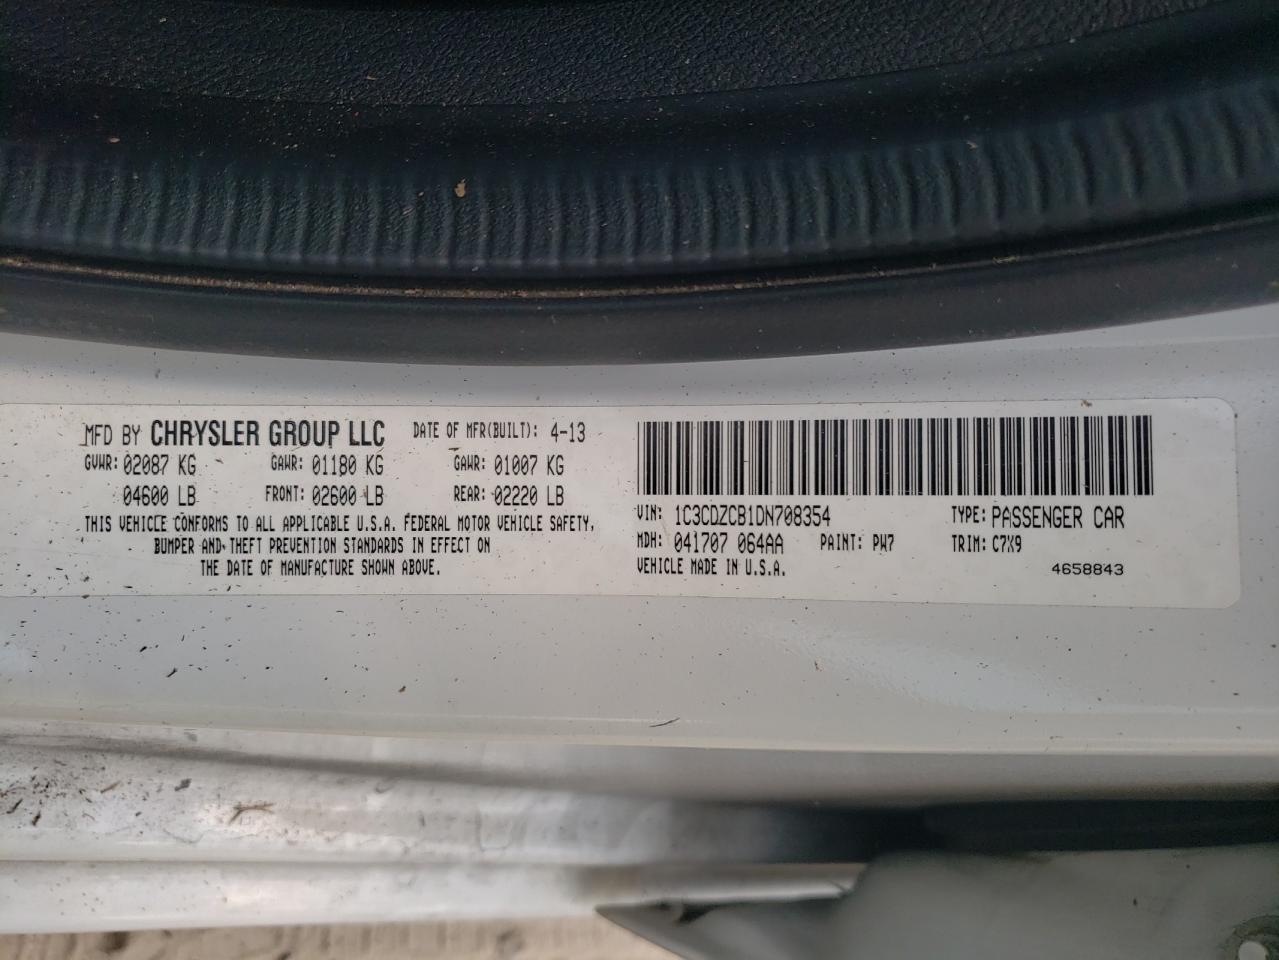 MFD BY CHRYSLER GROUP LLC DATE OF MFR(BUILT): 4-13
GVWR: 02087 KG GAWR: 01180 KG GAWR: 01007 KG
04600 LB FRONT: 02600 LB REAR: 02220 LB
THIS VEHICLE CONFORMS TO ALL APPLICABLE U.S.A. FEDERAL MOTOR VEHICLE SAFETY,
BUMPER AND THEFT PREVENTION STANDARDS IN EFFECT ON
THE DATE OF MANUFACTURE SHOWN ABOVE.
VIN: 1C3CDZCB1DN708354 TYPE: PASSENGER CAR
MDH: 041707 064AA PAINT: PW7 TRIM: C7X9
VEHICLE MADE IN U.S.A. 4658843